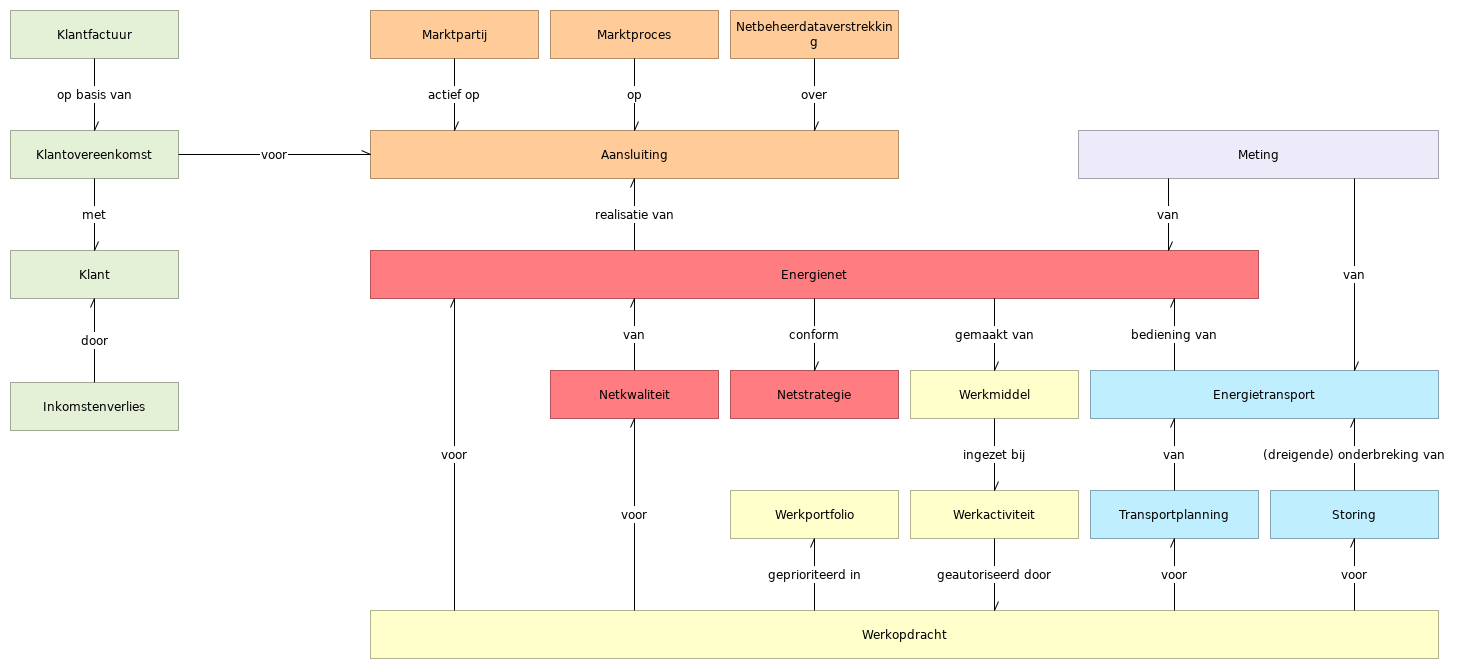 Klantfactuur
Marktpartij
Marktproces
Netbeheerdataverstrekkin
g
op basis van
actief op
op
over
Klantovereenkomst
voor
Aansluiting
Meting
met
realisatie van
van
Klant
Energienet
van
door
van
conform
gemaakt van
bediening van
Inkomstenverlies
Netkwaliteit
Netstrategie
Werkmiddel
Energietransport
voor
ingezet bij
van
(dreigende) onderbreking van
voor
Werkportfolio
Werkactiviteit
Transportplanning
Storing
geprioriteerd in
geautoriseerd door
voor
voor
Werkopdracht